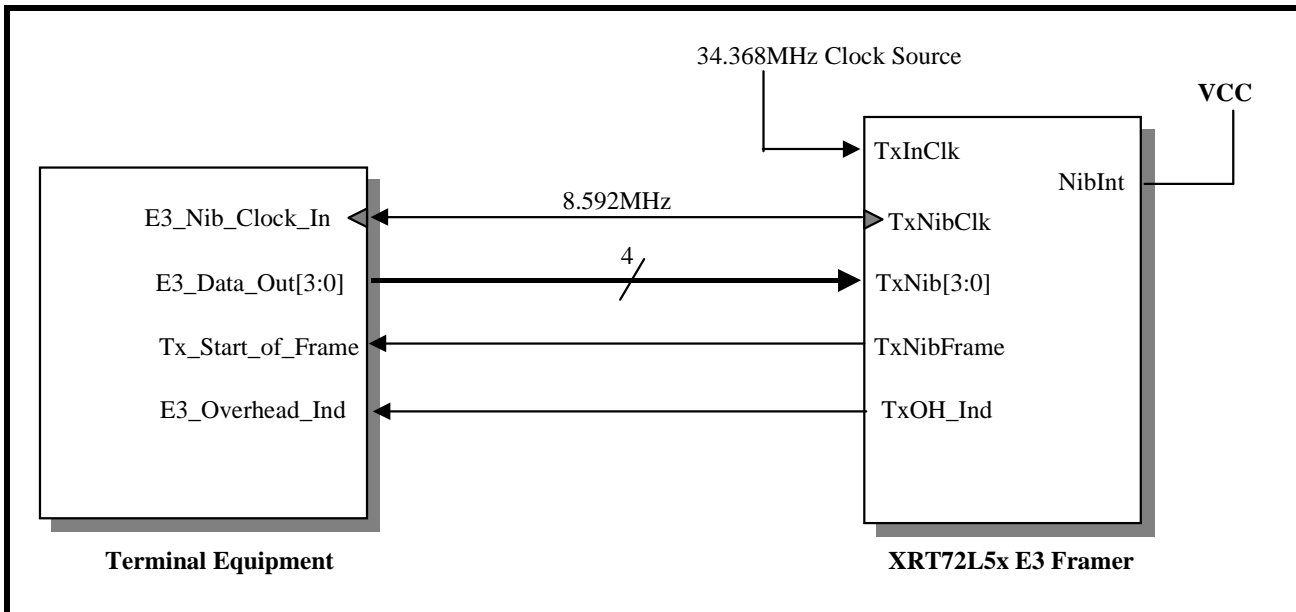 34.368MHz Clock Source
VCC
TxInClk
NibInt
8.592MHz
E3_Nib_Clock_In
TxNibClk
4
E3_Data_Out[3:0]
TxNib[3:0]
Tx_Start_of_Frame
TxNibFrame
E3_Overhead_Ind
TxOH_Ind
Terminal Equipment
XRT72L5x E3 Framer